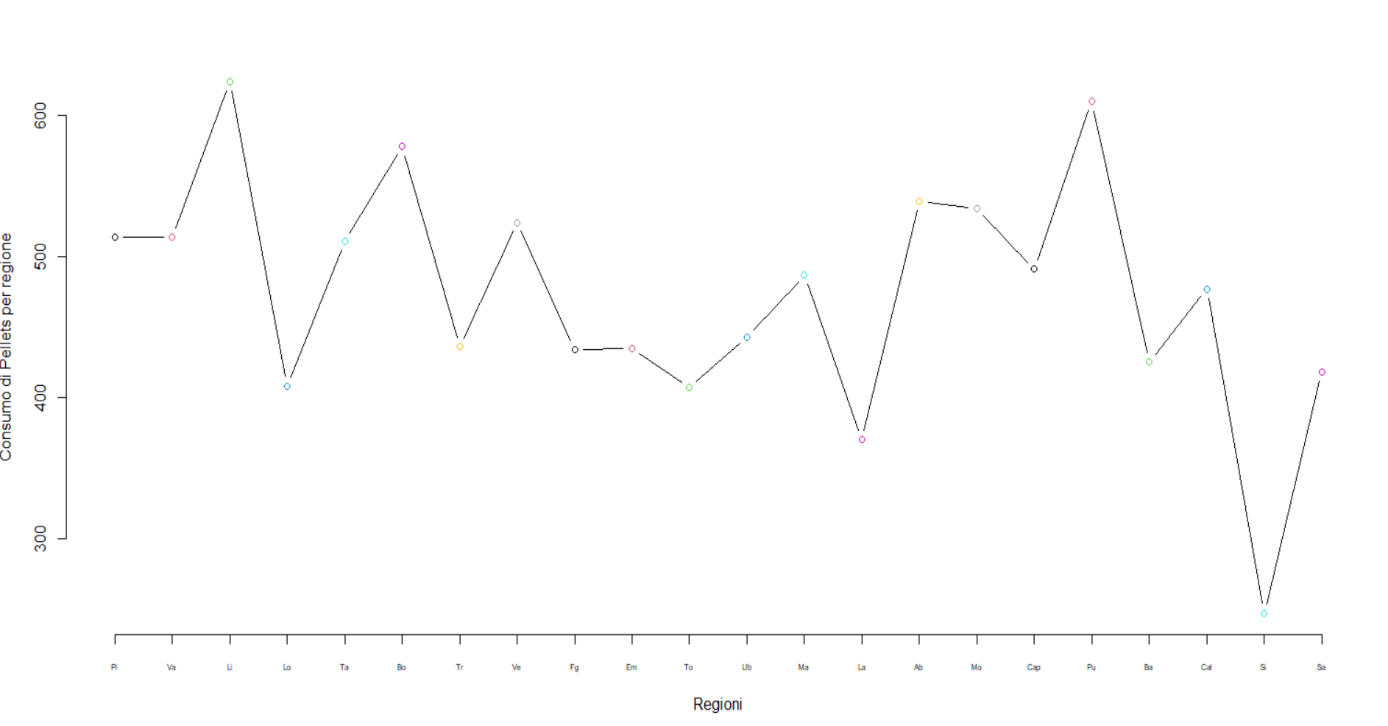 Consumo di Pellets per regione
600
500
400
300
Pi Va Li Lo Ta Bo Tr Ve Fg Em To Ub Ma La Ab Mo Cap Pu Ba Cal Si Sa
Regioni